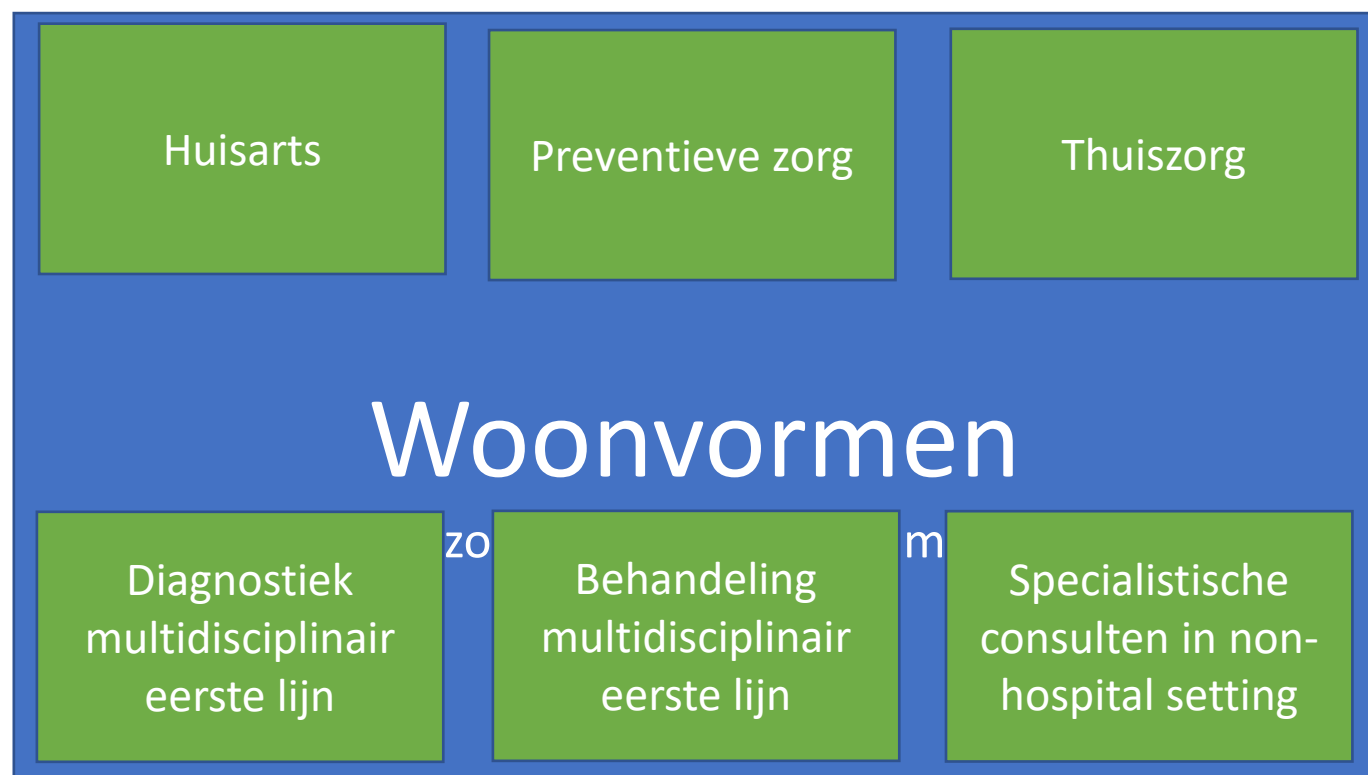 Huisarts
Preventieve zorg
Thuiszorg
Woonvormen
zo
m
Diagnostiek
multidisciplinair
eerste lijn
Behandeling
multidisciplinair
eerste lijn
Specialistische
consulten in non-
hospital setting